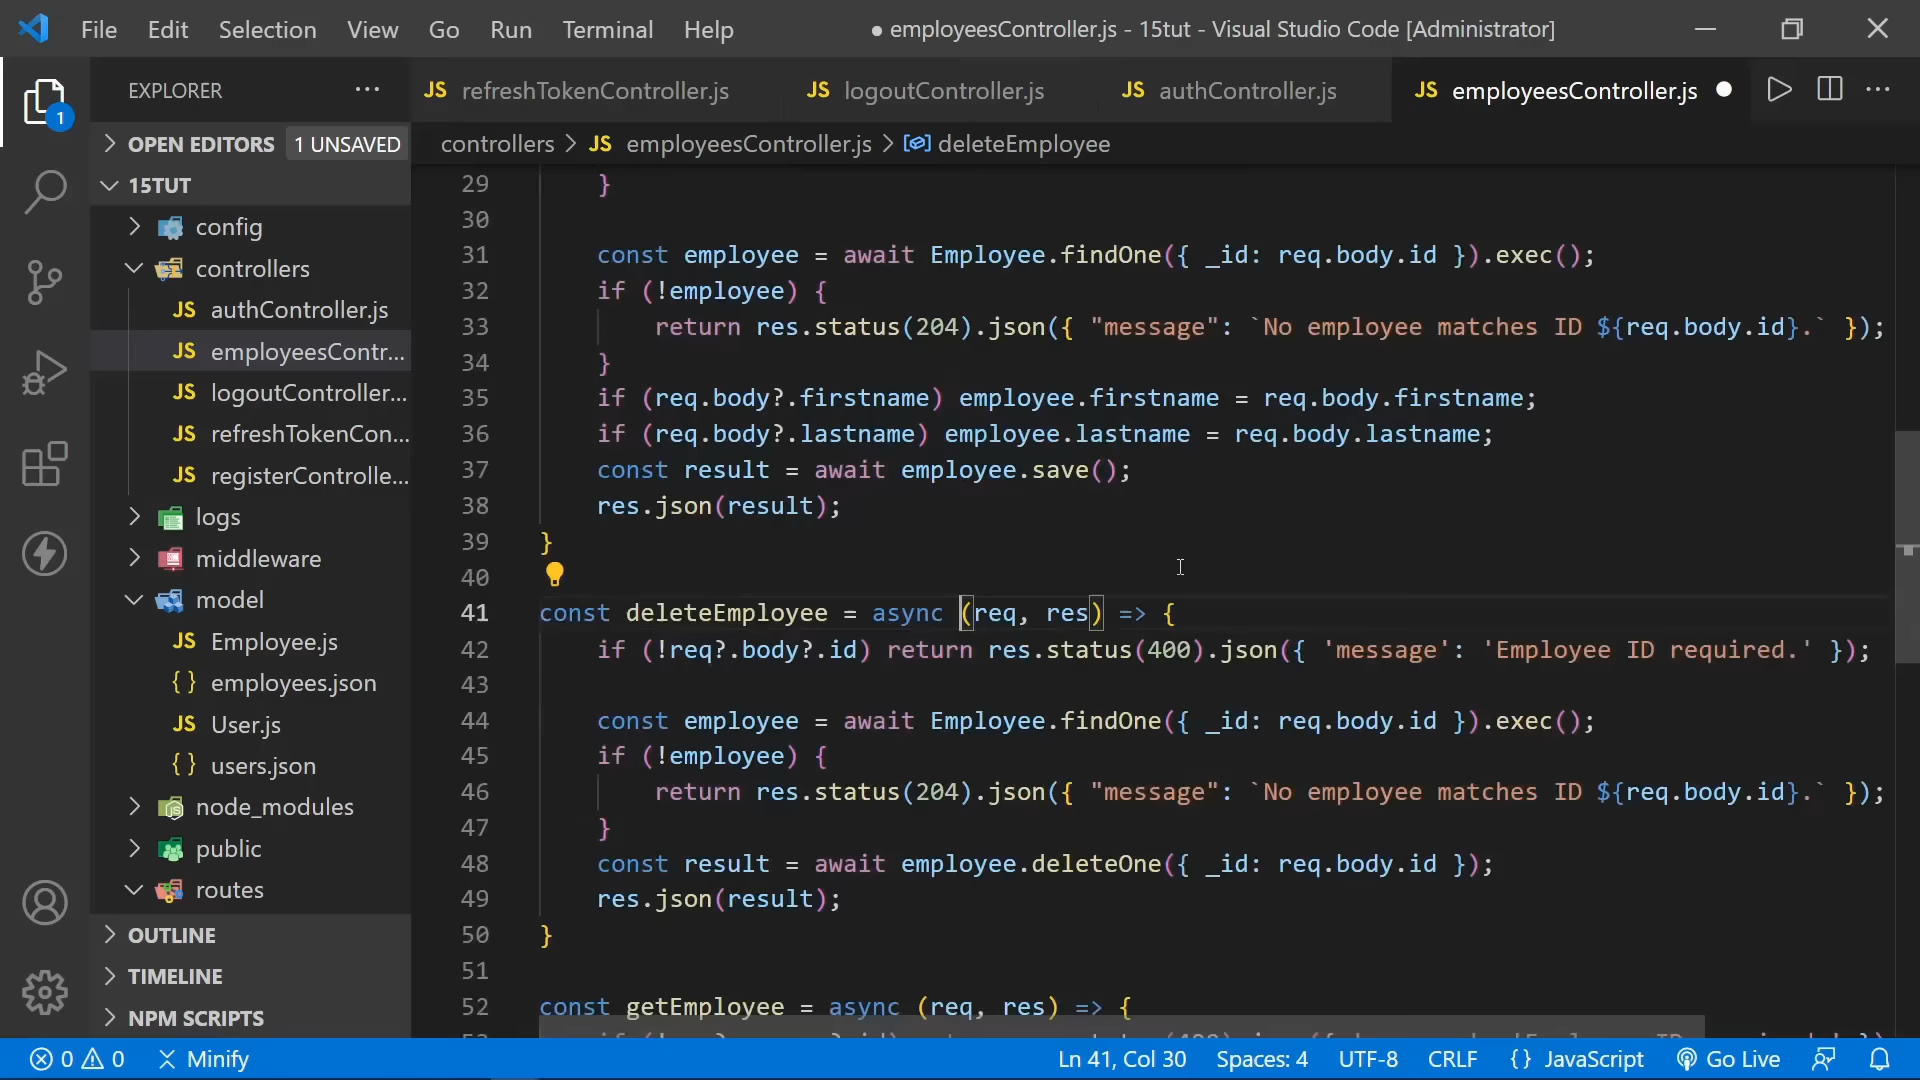 File Edit Selection View Go Run Terminal Help
● employeesController.js - 15tut - Visual Studio Code [Administrator]
EXPLORER
JS refreshTokenController.js
JS logoutController.js
JS authController.js
JS employeesController.js
1
OPEN EDITORS 1 UNSAVED
controllers > JS employeesController.js > deleteEmployee
15TUT
config
controllers
JS authController.js
JS employeesContr...
JS logoutController...
JS refreshTokenCon...
JS registerControlle...
logs
middleware
model
JS Employee.js
{} employees.json
JS User.js
{} users.json
node_modules
public
routes
OUTLINE
TIMELINE
NPM SCRIPTS
29 }
30
31 const employee = await Employee.findOne({ _id: req.body.id }).exec();
32 if (!employee) {
33 return res.status(204).json({ "message": `No employee matches ID ${req.body.id}.` });
34 }
35 if (req.body?.firstname) employee.firstname = req.body.firstname;
36 if (req.body?.lastname) employee.lastname = req.body.lastname;
37 const result = await employee.save();
38 res.json(result);
39 }
40
41 const deleteEmployee = async (req, res) => {
42 if (!req?.body?.id) return res.status(400).json({ 'message': 'Employee ID required.' });
43
44 const employee = await Employee.findOne({ _id: req.body.id }).exec();
45 if (!employee) {
46 return res.status(204).json({ "message": `No employee matches ID ${req.body.id}.` });
47 }
48 const result = await employee.deleteOne({ _id: req.body.id });
49 res.json(result);
50 }
51
52 const getEmployee = async (req, res) => {
0 0 Minify
Ln 41, Col 30 Spaces: 4 UTF-8 CRLF {} JavaScript Go Live